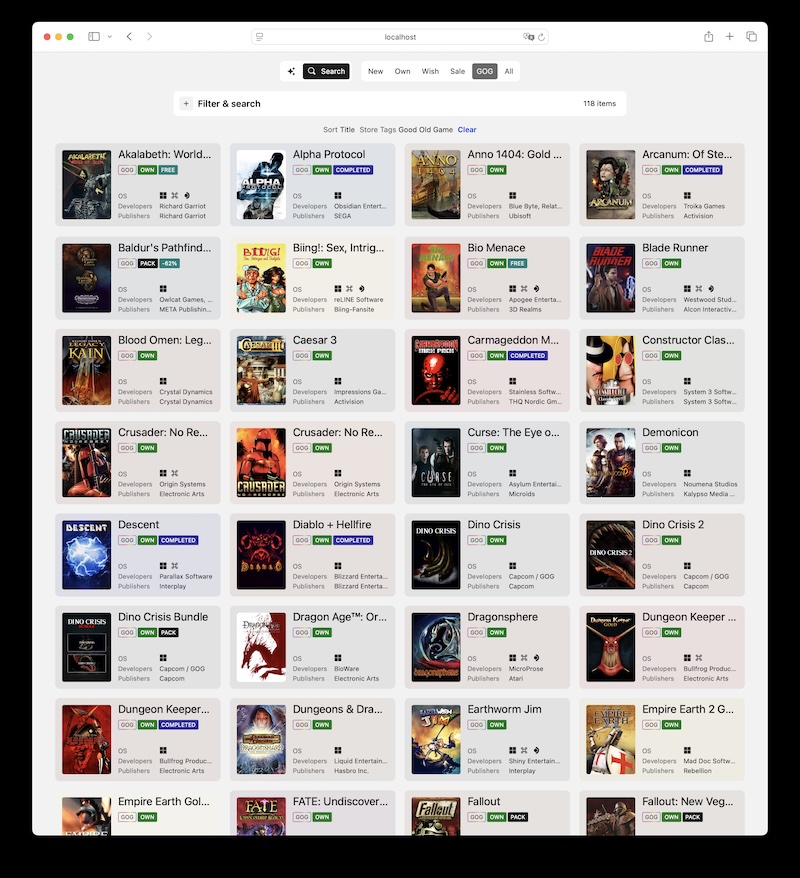 localhost
Search
New Own Wish Sale GOG All
+ Filter & search 118 items
Sort Title Store Tags Good Old Game Clear
Akalabeth: World...
GOG OWN FREE
OS
Developers Richard Garriot
Publishers Richard Garriot
Alpha Protocol
GOG OWN COMPLETED
OS
Developers Obsidian Entert...
Publishers SEGA
Anno 1404: Gold ...
GOG OWN
OS
Developers Blue Byte, Relat...
Publishers Ubisoft
Arcanum: Of Ste...
GOG OWN COMPLETED
OS
Developers Troika Games
Publishers Activision
Baldur's Pathfind...
GOG PACK -62%
OS
Developers Owlcat Games, ...
Publishers META Publishin...
Biing!: Sex, Intrig...
GOG OWN
OS
Developers reLINE Software
Publishers Biing-Fansite
Bio Menace
GOG OWN FREE
OS
Developers Apogee Enterta...
Publishers 3D Realms
Blade Runner
GOG OWN
OS
Developers Westwood Stud...
Publishers Alcon Interactiv...
Blood Omen: Leg...
GOG OWN
OS
Developers Crystal Dynamics
Publishers Crystal Dynamics
Caesar 3
GOG OWN
OS
Developers Impressions Ga...
Publishers Activision
Carmageddon M...
GOG OWN COMPLETED
OS
Developers Stainless Softw...
Publishers THQ Nordic Gm...
Constructor Clas...
GOG OWN
OS
Developers System 3 Softw...
Publishers System 3 Softw...
Crusader: No Re...
GOG OWN
OS
Developers Origin Systems
Publishers Electronic Arts
Crusader: No Re...
GOG OWN
OS
Developers Origin Systems
Publishers Electronic Arts
Curse: The Eye o...
GOG OWN
OS
Developers Asylum Entertai...
Publishers Microids
Demonicon
GOG OWN
OS
Developers Noumena Studios
Publishers Kalypso Media ...
Descent
GOG OWN COMPLETED
OS
Developers Parallax Software
Publishers Interplay
Diablo + Hellfire
GOG OWN COMPLETED
OS
Developers Blizzard Enterta...
Publishers Blizzard Enterta...
Dino Crisis
GOG OWN
OS
Developers Capcom / GOG
Publishers Capcom
Dino Crisis 2
GOG OWN
OS
Developers Capcom / GOG
Publishers Capcom
Dino Crisis Bundle
GOG OWN PACK
OS
Developers Capcom / GOG
Publishers Capcom
Dragon Age™: Or...
GOG OWN
OS
Developers BioWare
Publishers Electronic Arts
Dragonsphere
GOG OWN
OS
Developers MicroProse
Publishers Atari
Dungeon Keeper ...
GOG OWN
OS
Developers Bullfrog Produc...
Publishers Electronic Arts
Dungeon Keeper...
GOG OWN COMPLETED
OS
Developers Bullfrog Produc...
Publishers Electronic Arts
Dungeons & Dra...
GOG OWN
OS
Developers Liquid Entertain...
Publishers Hasbro Inc.
Earthworm Jim
GOG OWN
OS
Developers Shiny Entertain...
Publishers Interplay
Empire Earth 2 G...
GOG OWN
OS
Developers Mad Doc Softw...
Publishers Rebellion
Empire Earth Gol...
GOG OWN
FATE: Undiscover...
GOG OWN
Fallout
GOG OWN PACK
Fallout: New Veg...
GOG OWN PACK